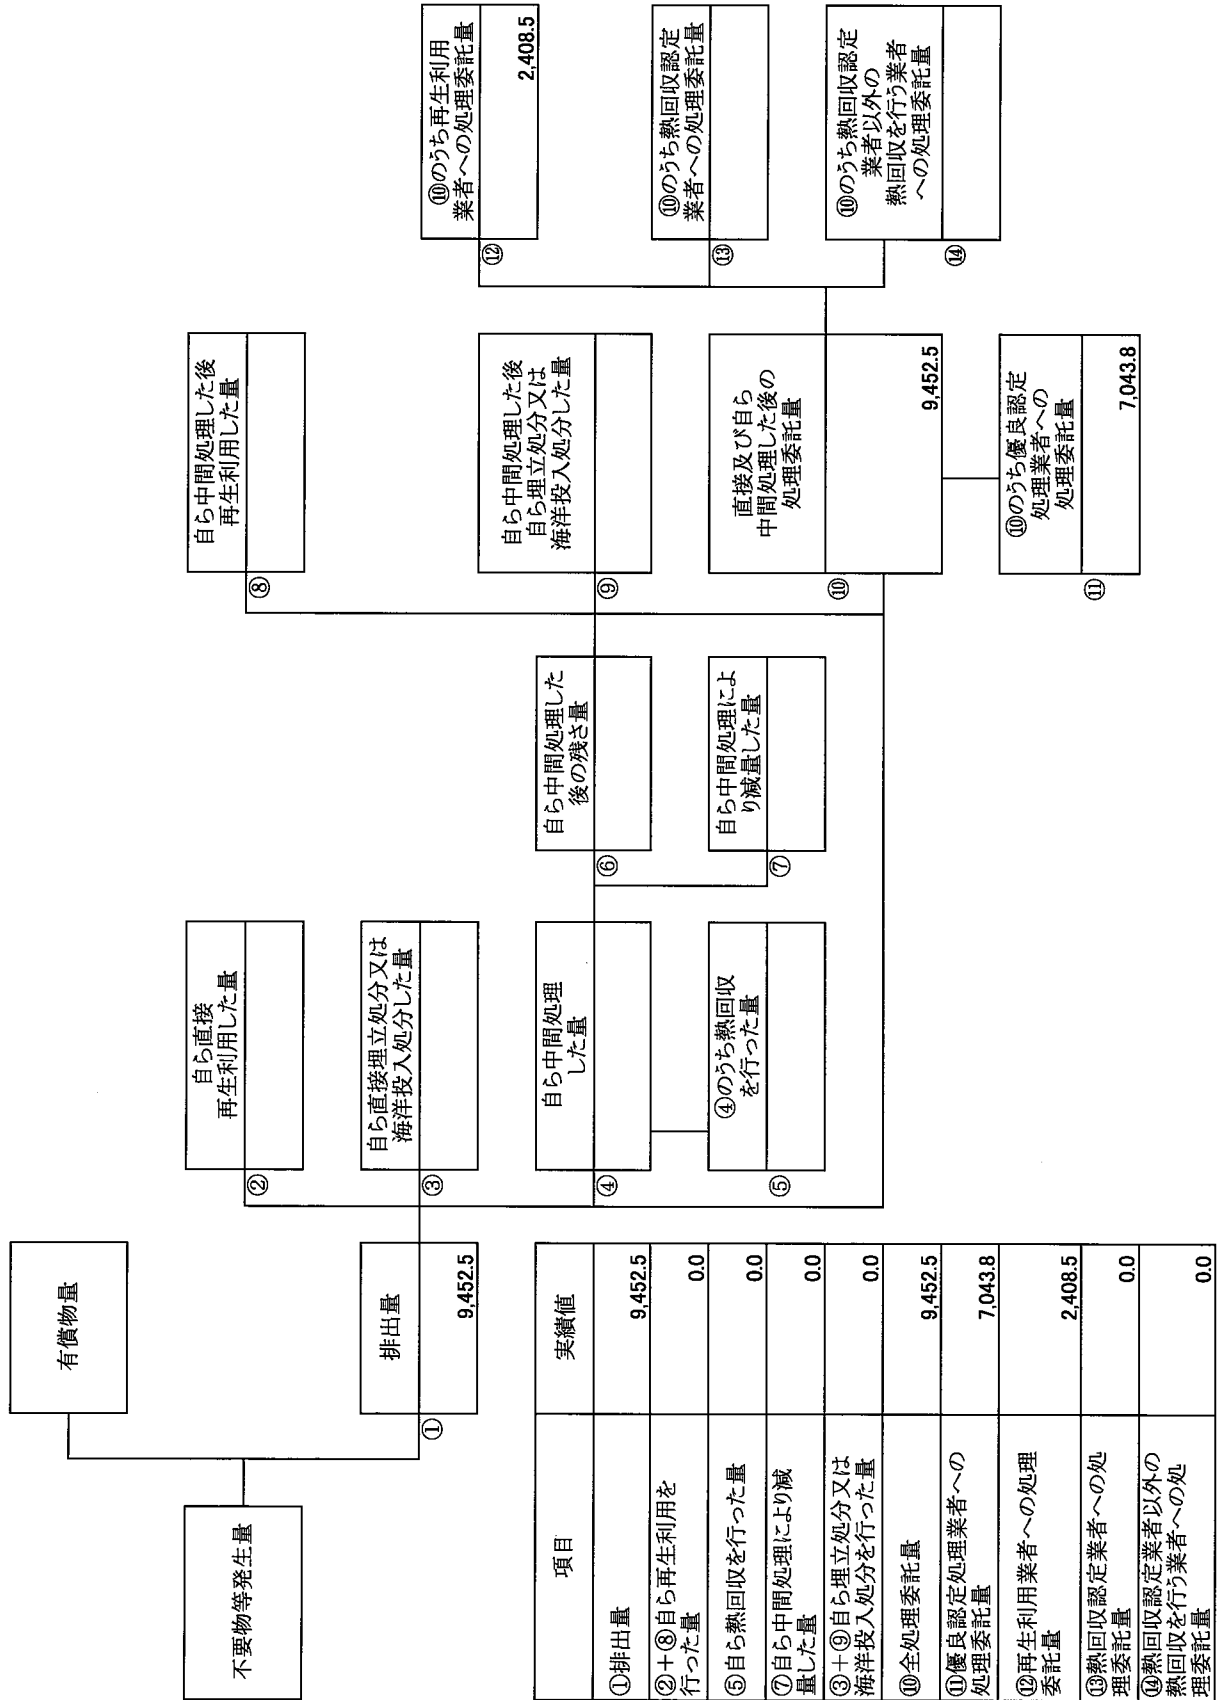 不要物等発生量
有償物量
①
排出量
9,452.5
②
自ら直接
再生利用した量
③
自ら直接埋立処分又は
海洋投入処分した量
④
自ら中間処理
した量
⑤
④のうち熱回収
を行った量
⑥
自ら中間処理した
後の残さ量
⑦
自ら中間処理によ
り減量した量
⑧
自ら中間処理した後
再生利用した量
⑨
自ら中間処理した後
自ら埋立処分又は
海洋投入処分した量
⑩
直接及び自ら
中間処理した後の
処理委託量
9,452.5
⑪
⑩のうち優良認定
処理業者への
処理委託量
7,043.8
⑫
⑩のうち再生利用
業者への処理委託量
2,408.5
⑬
⑩のうち熱回収認定
業者への処理委託量
⑭
⑩のうち熱回収認定
業者以外の
熱回収を行う業者
への処理委託量
項目 実績値
①排出量 9,452.5
②+⑧自ら再生利用を
行った量 0.0
⑤自ら熱回収を行った量 0.0
⑦自ら中間処理により減
量した量 0.0
③+⑨自ら埋立処分又は
海洋投入処分を行った量 0.0
⑩全処理委託量 9,452.5
⑪優良認定処理業者への
処理委託量 7,043.8
⑫再生利用業者への処理
委託量 2,408.5
⑬熱回収認定業者への処
理委託量 0.0
⑭熱回収認定業者以外の
熱回収を行う業者への処
理委託量 0.0